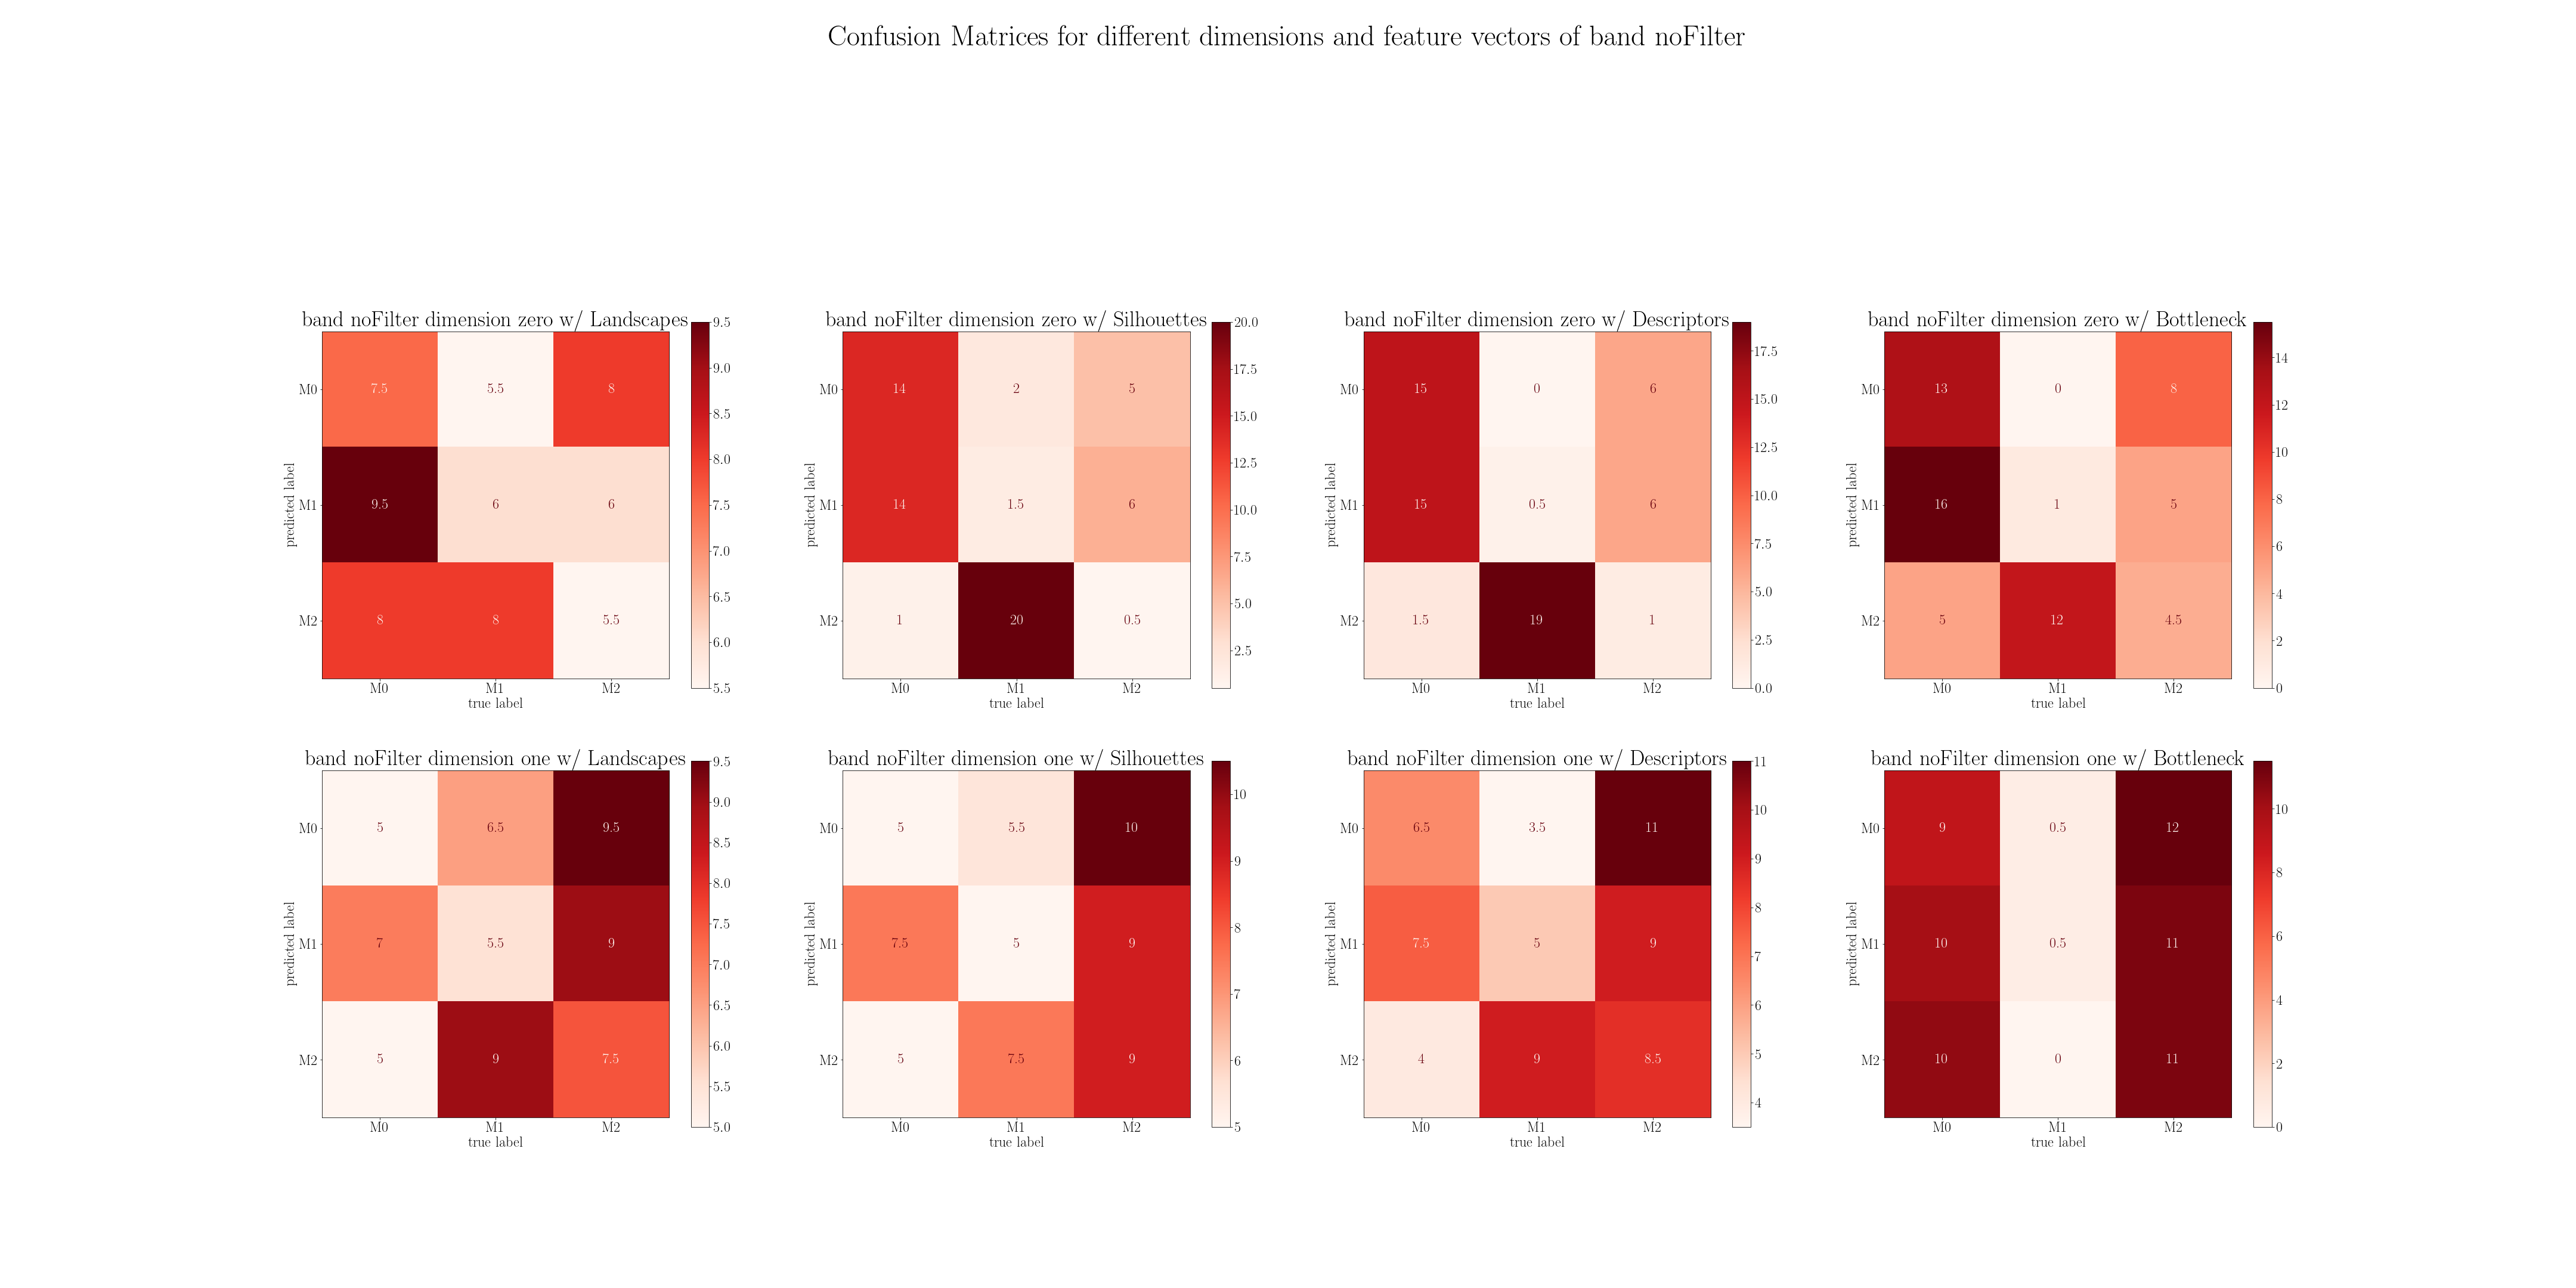 Confusion Matrices for different dimensions and feature vectors of band noFilter
band noFilter dimension zero w/ Landscapes
predicted label
M0 7.5 5.5 8
M1 9.5 6 6
M2 8 8 5.5
M0 M1 M2
true label
9.5
9.0
8.5
8.0
7.5
7.0
6.5
6.0
5.5
band noFilter dimension zero w/ Silhouettes
predicted label
M0 14 2 5
M1 14 1.5 6
M2 1 20 0.5
M0 M1 M2
true label
20.0
17.5
15.0
12.5
10.0
7.5
5.0
2.5
band noFilter dimension zero w/ Descriptors
predicted label
M0 15 0 6
M1 15 0.5 6
M2 1.5 19 1
M0 M1 M2
true label
17.5
15.0
12.5
10.0
7.5
5.0
2.5
0.0
band noFilter dimension zero w/ Bottleneck
predicted label
M0 13 0 8
M1 16 1 5
M2 5 12 4.5
M0 M1 M2
true label
14
12
10
8
6
4
2
0
band noFilter dimension one w/ Landscapes
predicted label
M0 5 6.5 9.5
M1 7 5.5 9
M2 5 9 7.5
M0 M1 M2
true label
9.5
9.0
8.5
8.0
7.5
7.0
6.5
6.0
5.5
5.0
band noFilter dimension one w/ Silhouettes
predicted label
M0 5 5.5 10
M1 7.5 5 9
M2 5 7.5 9
M0 M1 M2
true label
10
9
8
7
6
5
band noFilter dimension one w/ Descriptors
predicted label
M0 6.5 3.5 11
M1 7.5 5 9
M2 4 9 8.5
M0 M1 M2
true label
11
10
9
8
7
6
5
4
band noFilter dimension one w/ Bottleneck
predicted label
M0 9 0.5 12
M1 10 0.5 11
M2 10 0 11
M0 M1 M2
true label
10
8
6
4
2
0